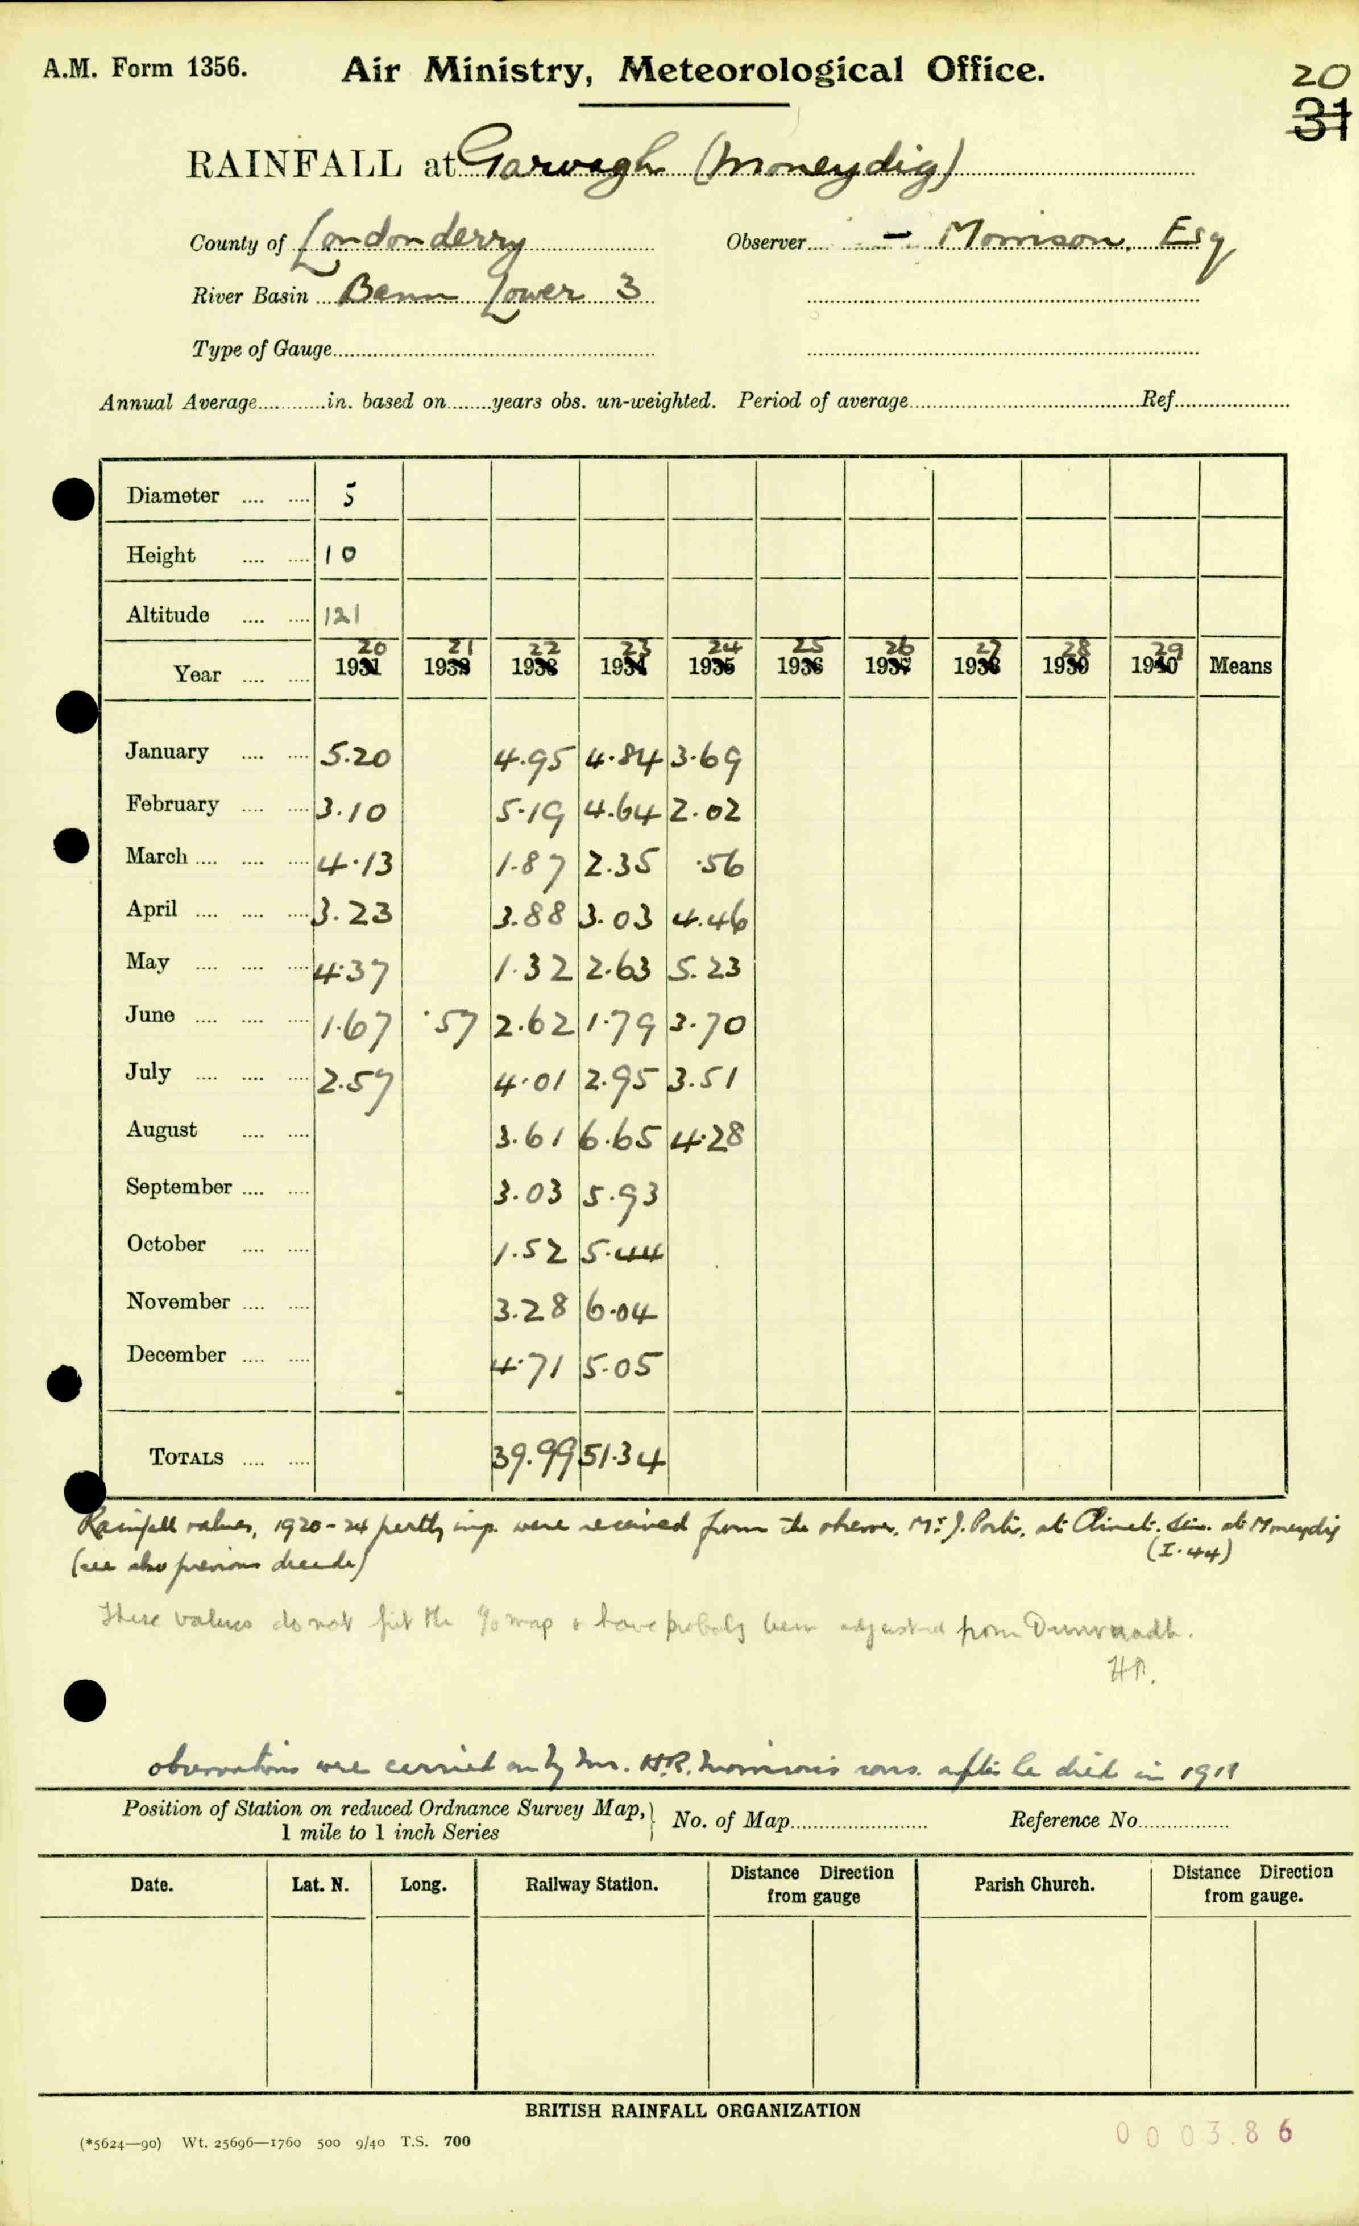 A.M. Form 1356. Air Ministry, Meteorological Office. 20
31
RAINFALL at Garvagh (Moneydig)
County of Londonderry Observer - Morrison, Esq
River Basin Bann Lower 3
Type of Gauge
Annual Average in. based on years obs. un-weighted. Period of average Ref
Diameter 5
Height 10
Altitude 121
20 21 22 23 24 25 26 27 28 29
Year 1931 1932 1933 1934 1935 1936 1937 1938 1939 1940 Means
January 5.20 4.95 4.84 3.69
February 3.10 5.19 4.64 2.02
March 4.13 1.87 2.35 .56
April 3.23 3.88 3.03 4.46
May 4.37 1.32 2.63 5.23
June 1.67 .57 2.62 1.79 3.70
July 2.57 4.01 2.95 3.51
August 3.61 6.65 4.28
September 3.03 5.93
October 1.52 5.44
November 3.28 6.04
December 4.71 5.05
TOTALS 39.99 51.34
Rainfall values, 1920-24 partly imp. were received from the observer, Mr J. at Climat. at Moneydig
(see also previous decade) (I.44)
These values do not fit the % map & have probably been adjusted from
HP.
observations were carried on by Mr. H.R. Morrison's sons after he died in 1911
Position of Station on reduced Ordnance Survey Map, No. of Map Reference No.
1 mile to 1 inch Series
Date. Lat. N. Long. Railway Station. Distance Direction from gauge Parish Church. Distance Direction from gauge.
BRITISH RAINFALL ORGANIZATION
(*5624—90) Wt. 25696—1760 500 9/40 T.S. 700
0 0 0 3 . 8 6